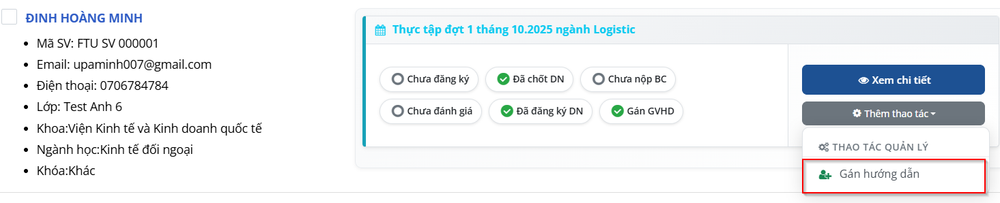 ĐINH HOÀNG MINH
Mã SV: FTU SV 000001
Email: upaminh007@gmail.com
Điện thoại: 0706784784
Lớp: Test Anh 6
Khoa:Viện Kinh tế và Kinh doanh quốc tế
Ngành học:Kinh tế đối ngoại
Khóa:Khác
Thực tập đợt 1 tháng 10.2025 ngành Logistic
Chưa đăng ký Đã chốt DN Chưa nộp BC
Chưa đánh giá Đã đăng ký DN Gán GVHD
Xem chi tiết
Thêm thao tác
THAO TÁC QUẢN LÝ
Gán hướng dẫn